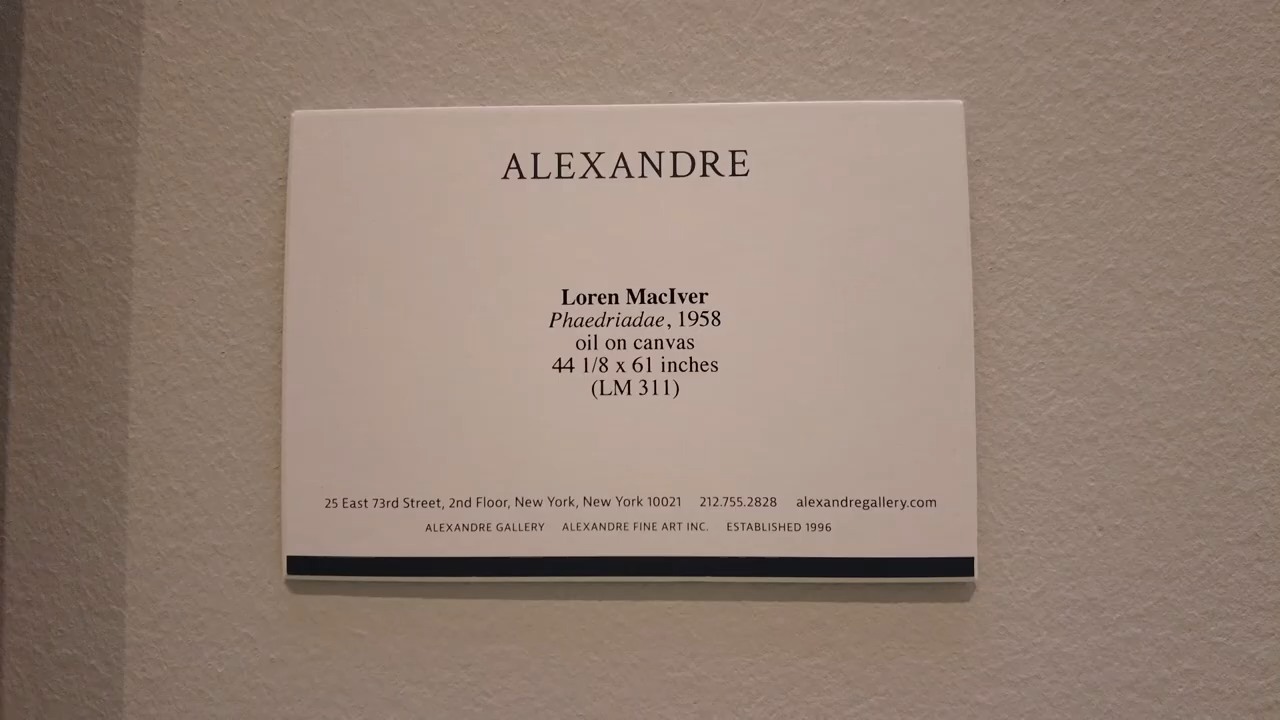 ALEXANDRE
Loren MacIver
Phaedriadae, 1958
oil on canvas
44 1/8 x 61 inches
(LM 311)
25 East 73rd Street, 2nd Floor, New York, New York 10021 212.755.2828 alexandregallery.com
ALEXANDRE GALLERY ALEXANDRE FINE ART INC. ESTABLISHED 1996